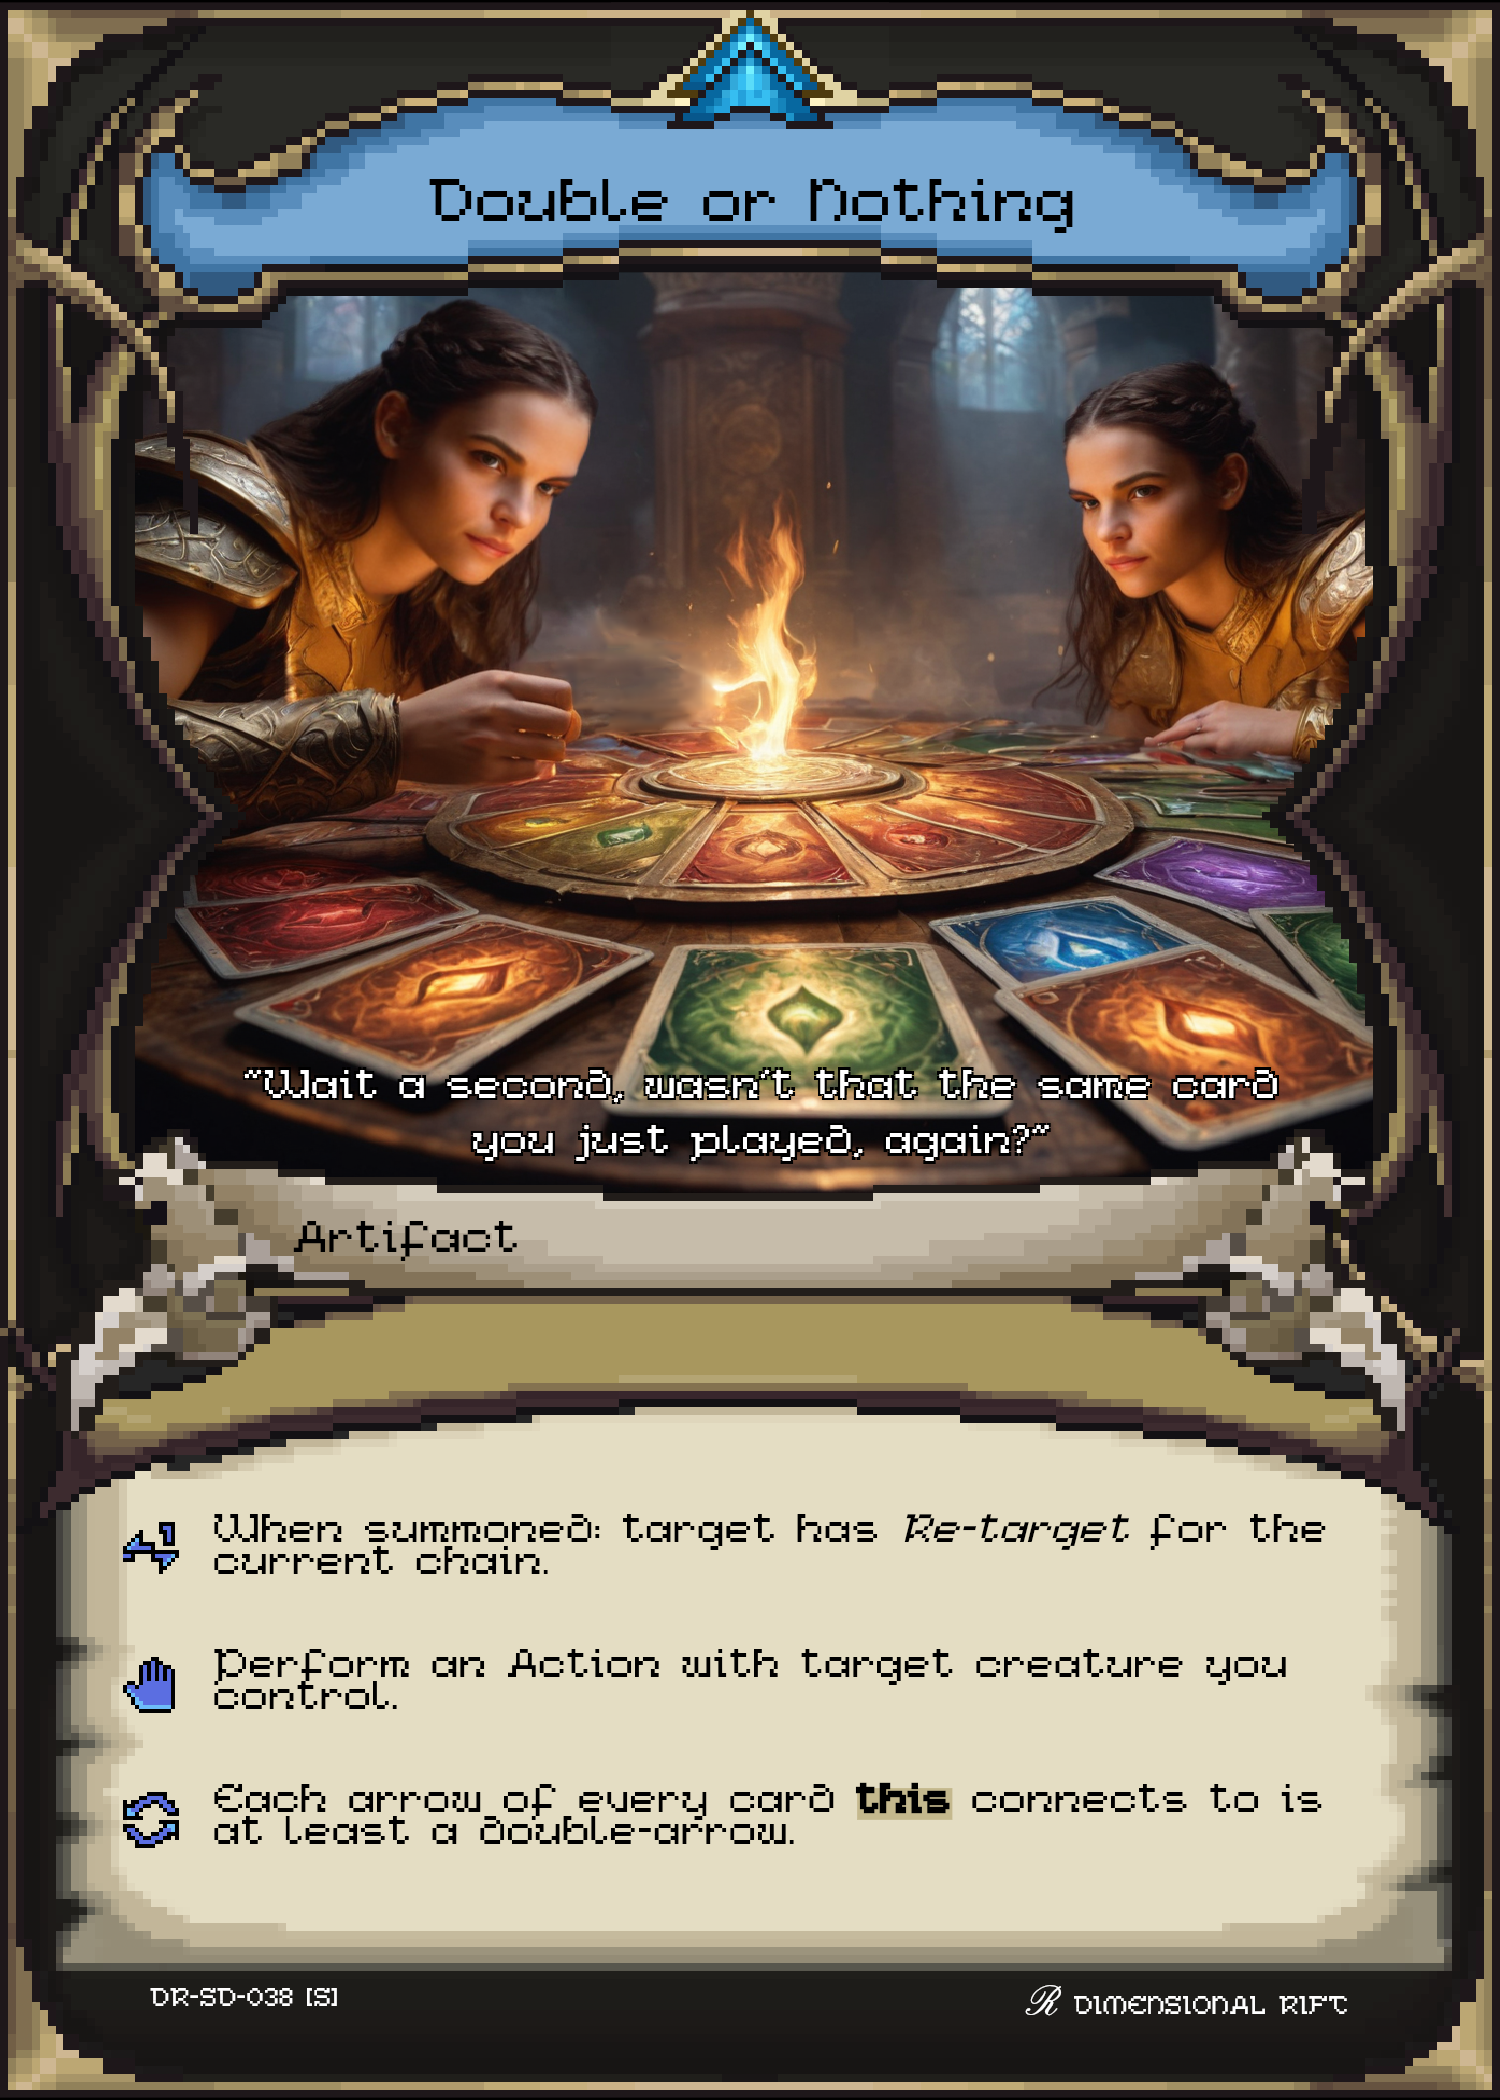 Double or Nothing
"Wait a second, wasn't that the same card
you just played, again?"
Artifact
When summoned: target has Re-target for the
current chain.
Perform an Action with target creature you
control.
Each arrow of every card this connects to is
at least a double-arrow.
DR-SD-038 [S]
R DIMENSIONAL RIFT